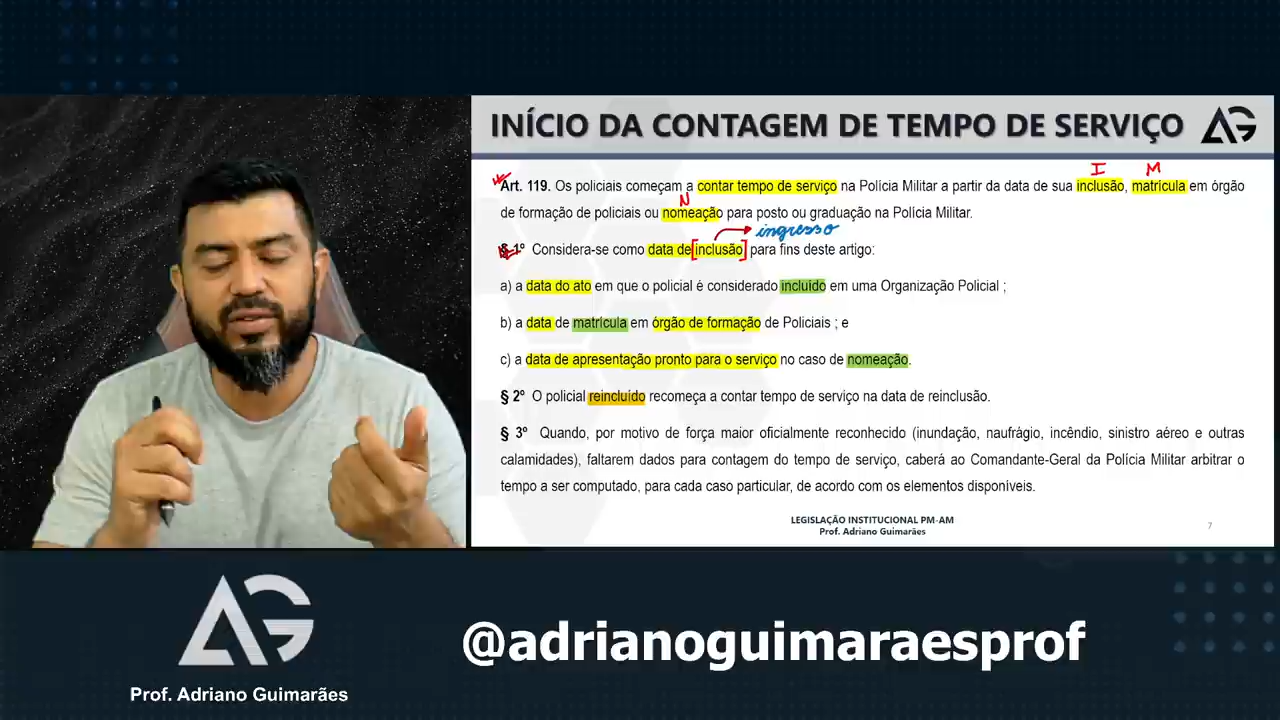 INÍCIO DA CONTAGEM DE TEMPO DE SERVIÇO
AG
I M
Art. 119. Os policiais começam a contar tempo de serviço na Polícia Militar a partir da data de sua inclusão, matrícula em órgão
N
de formação de policiais ou nomeação para posto ou graduação na Polícia Militar.
ingresso
§ 1º Considera-se como data de [inclusão] para fins deste artigo:
a) a data do ato em que o policial é considerado incluído em uma Organização Policial ;
b) a data de matrícula em órgão de formação de Policiais ; e
c) a data de apresentação pronto para o serviço no caso de nomeação.
§ 2º O policial reincluído recomeça a contar tempo de serviço na data de reinclusão.
§ 3º Quando, por motivo de força maior oficialmente reconhecido (inundação, naufrágio, incêndio, sinistro aéreo e outras
calamidades), faltarem dados para contagem do tempo de serviço, caberá ao Comandante-Geral da Polícia Militar arbitrar o
tempo a ser computado, para cada caso particular, de acordo com os elementos disponíveis.
LEGISLAÇÃO INSTITUCIONAL PM-AM
Prof. Adriano Guimarães
7
AG
Prof. Adriano Guimarães
@adrianoguimaraesprof